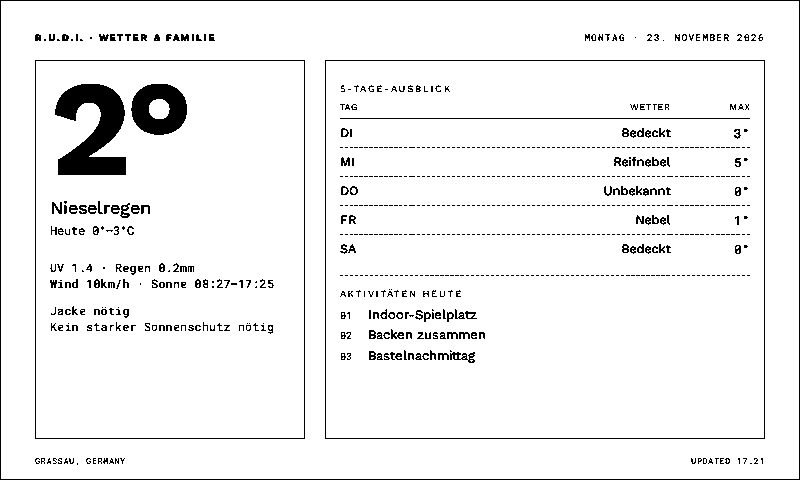 R.U.D.I. · WETTER & FAMILIE
MONTAG · 23. NOVEMBER 2026
2°
Nieselregen
Heute 0°–3°C
UV 1.4 · Regen 0.2mm
Wind 10km/h · Sonne 08:27–17:25
Jacke nötig
Kein starker Sonnenschutz nötig
5-TAGE-AUSBLICK
TAG WETTER MAX
DI Bedeckt 3°
MI Reifnebel 5°
DO Unbekannt 0°
FR Nebel 1°
SA Bedeckt 0°
AKTIVITÄTEN HEUTE
01 Indoor-Spielplatz
02 Backen zusammen
03 Bastelnachmittag
GRASSAU, GERMANY
UPDATED 17.21